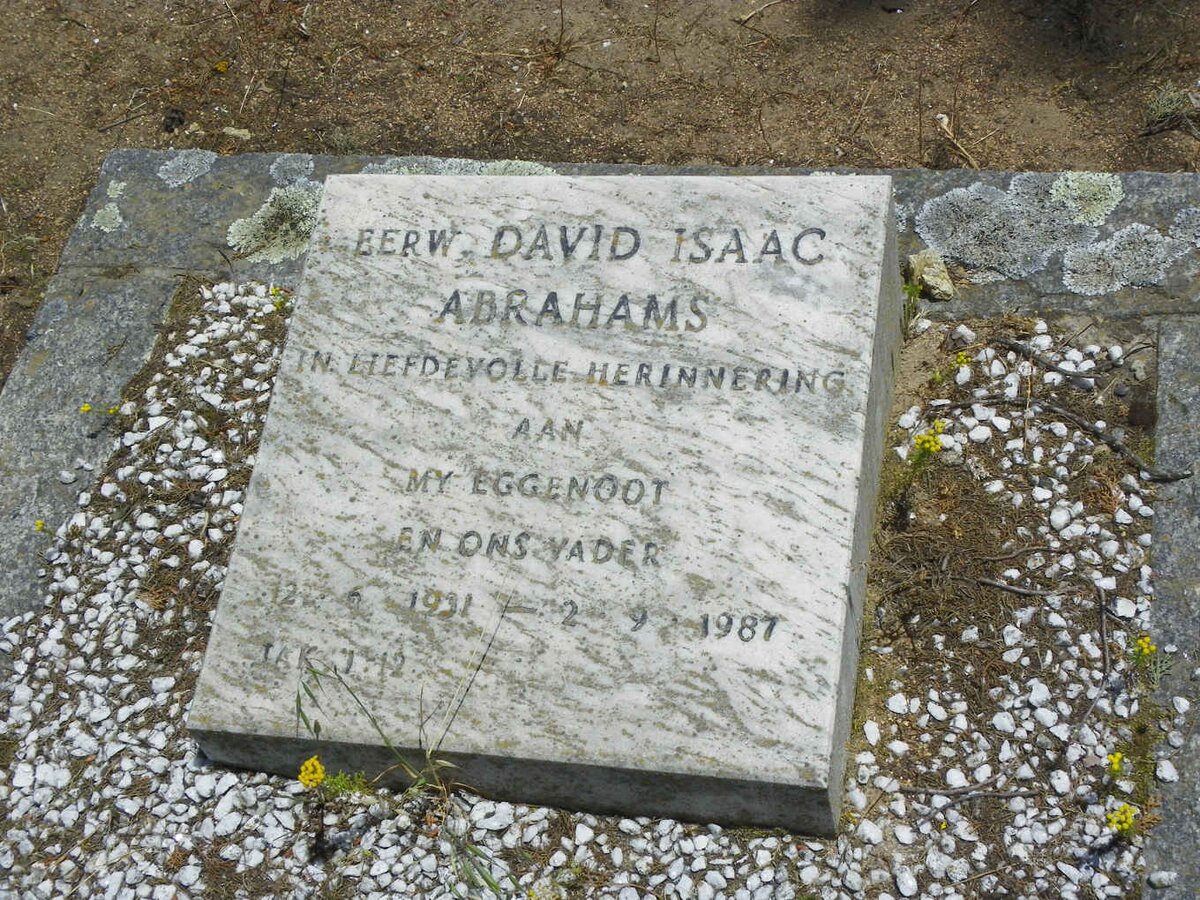 EERW. DAVID ISAAC
ABRAHAMS
IN LIEFDEVOLLE HERINNERING
AAN
MY EGGENOOT
EN ONS VADER
6 1931 — 2 9 1987
JAK 1 12